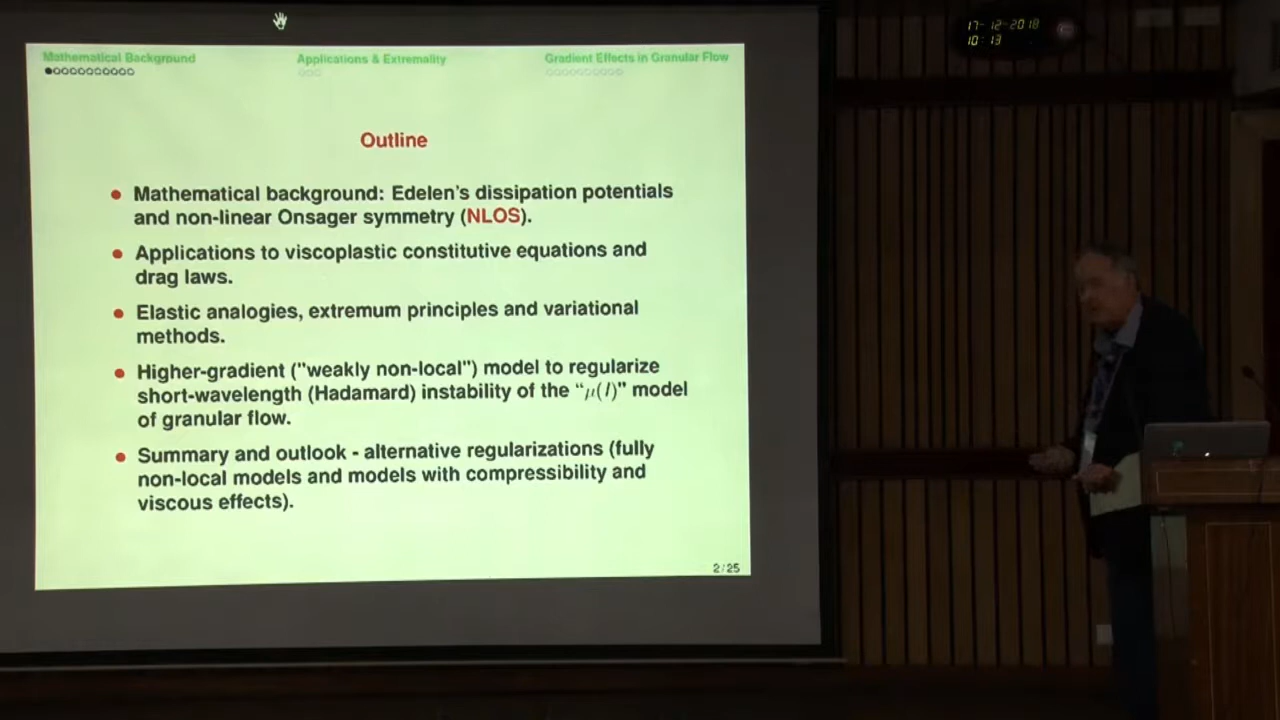 17-12-2018
10:13
Mathematical Background
Applications & Extremality
Gradient Effects in Granular Flow
Outline
• Mathematical background: Edelen's dissipation potentials
and non-linear Onsager symmetry (NLOS).
• Applications to viscoplastic constitutive equations and
drag laws.
• Elastic analogies, extremum principles and variational
methods.
• Higher-gradient ("weakly non-local") model to regularize
short-wavelength (Hadamard) instability of the "μ(I)" model
of granular flow.
• Summary and outlook - alternative regularizations (fully
non-local models and models with compressibility and
viscous effects).
2/25